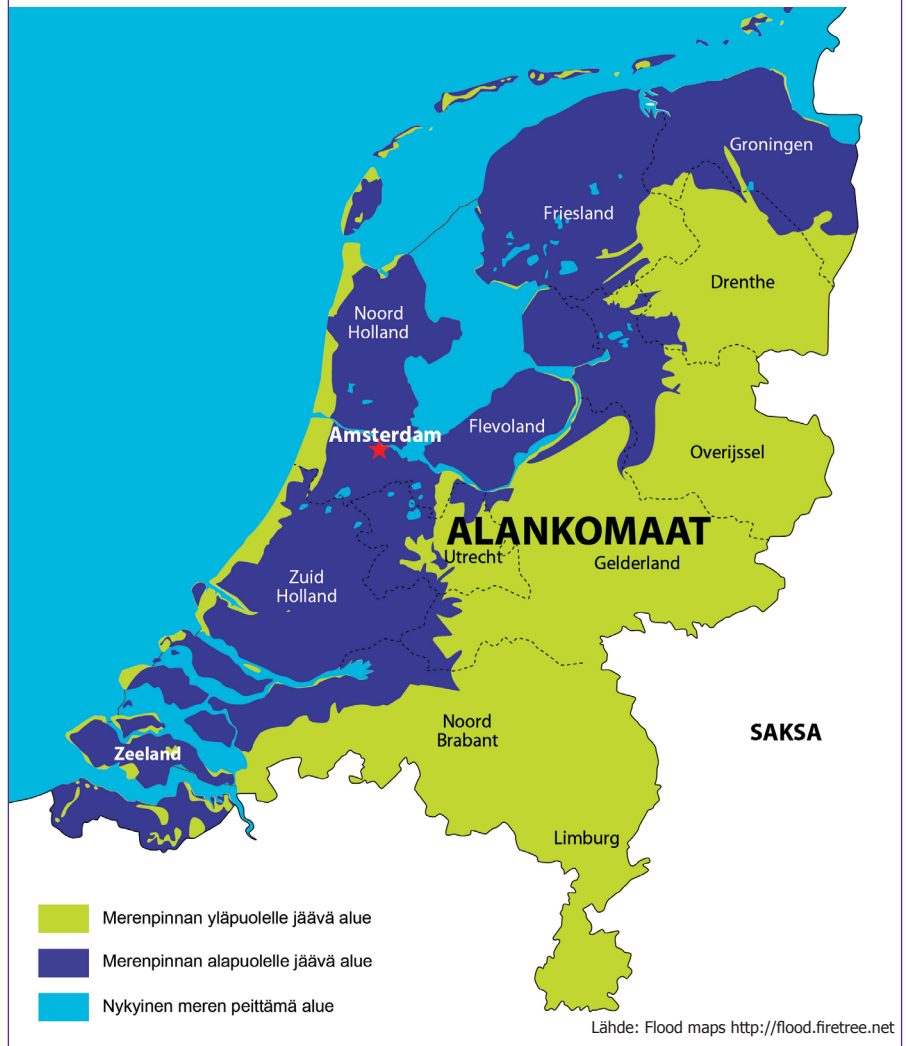 Groningen
Friesland
Drenthe
Noord
Holland
Flevoland
Amsterdam
Overijssel
ALANKOMAAT
Utrecht
Gelderland
Zuid
Holland
Noord
Brabant
SAKSA
Zeeland
Limburg
Merenpinnan yläpuolelle jäävä alue
Merenpinnan alapuolelle jäävä alue
Nykyinen meren peittämä alue
Lähde: Flood maps http://flood.firetree.net